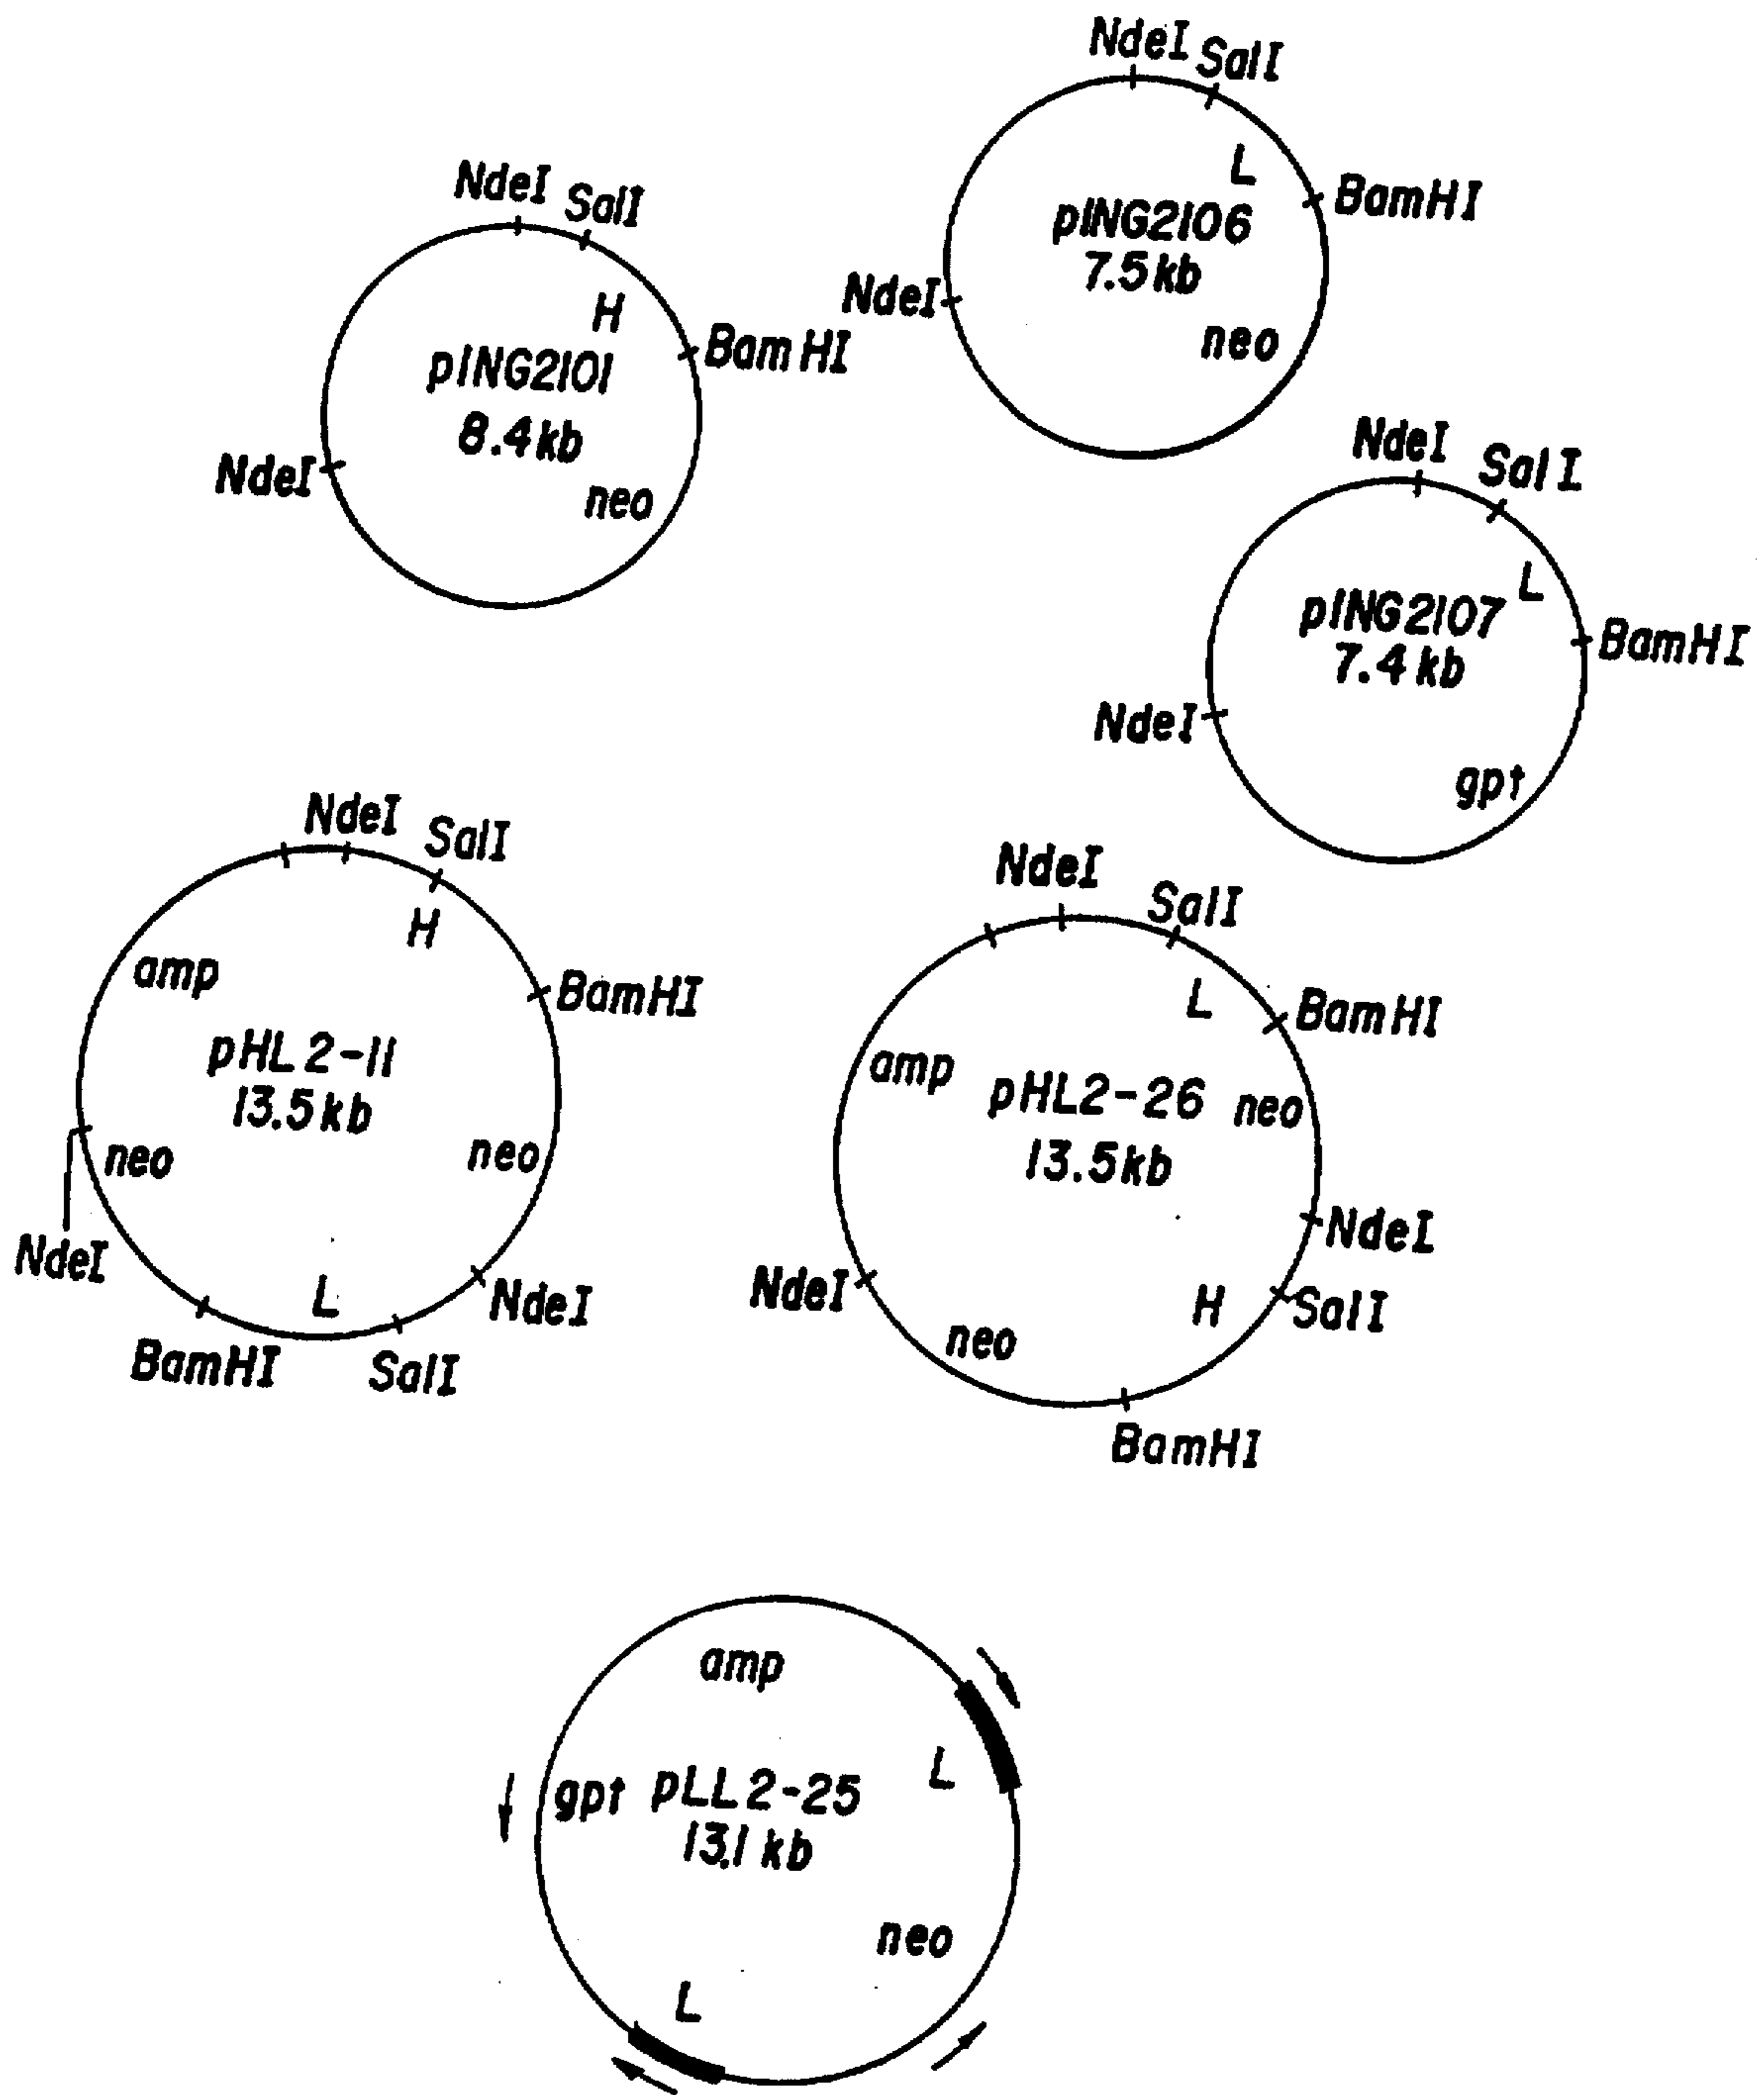 NdeI SalI
L
BamHI
pING2106
7.5kb
NdeI
neo
NdeI SalI
H
BamHI
pING2101
8.4kb
NdeI
neo
NdeI SalI
L
pING2107
7.4kb
BamHI
NdeI
gpt
NdeI SalI
H
amp
BamHI
pHL2-11
13.5kb
neo neo
NdeI
L
NdeI
BamHI SalI
NdeI SalI
L
BamHI
amp pHL2-26 neo
13.5kb
NdeI
NdeI
H SalI
neo
BamHI
amp
L
gpt pLL2-25
13.1 kb
neo
L